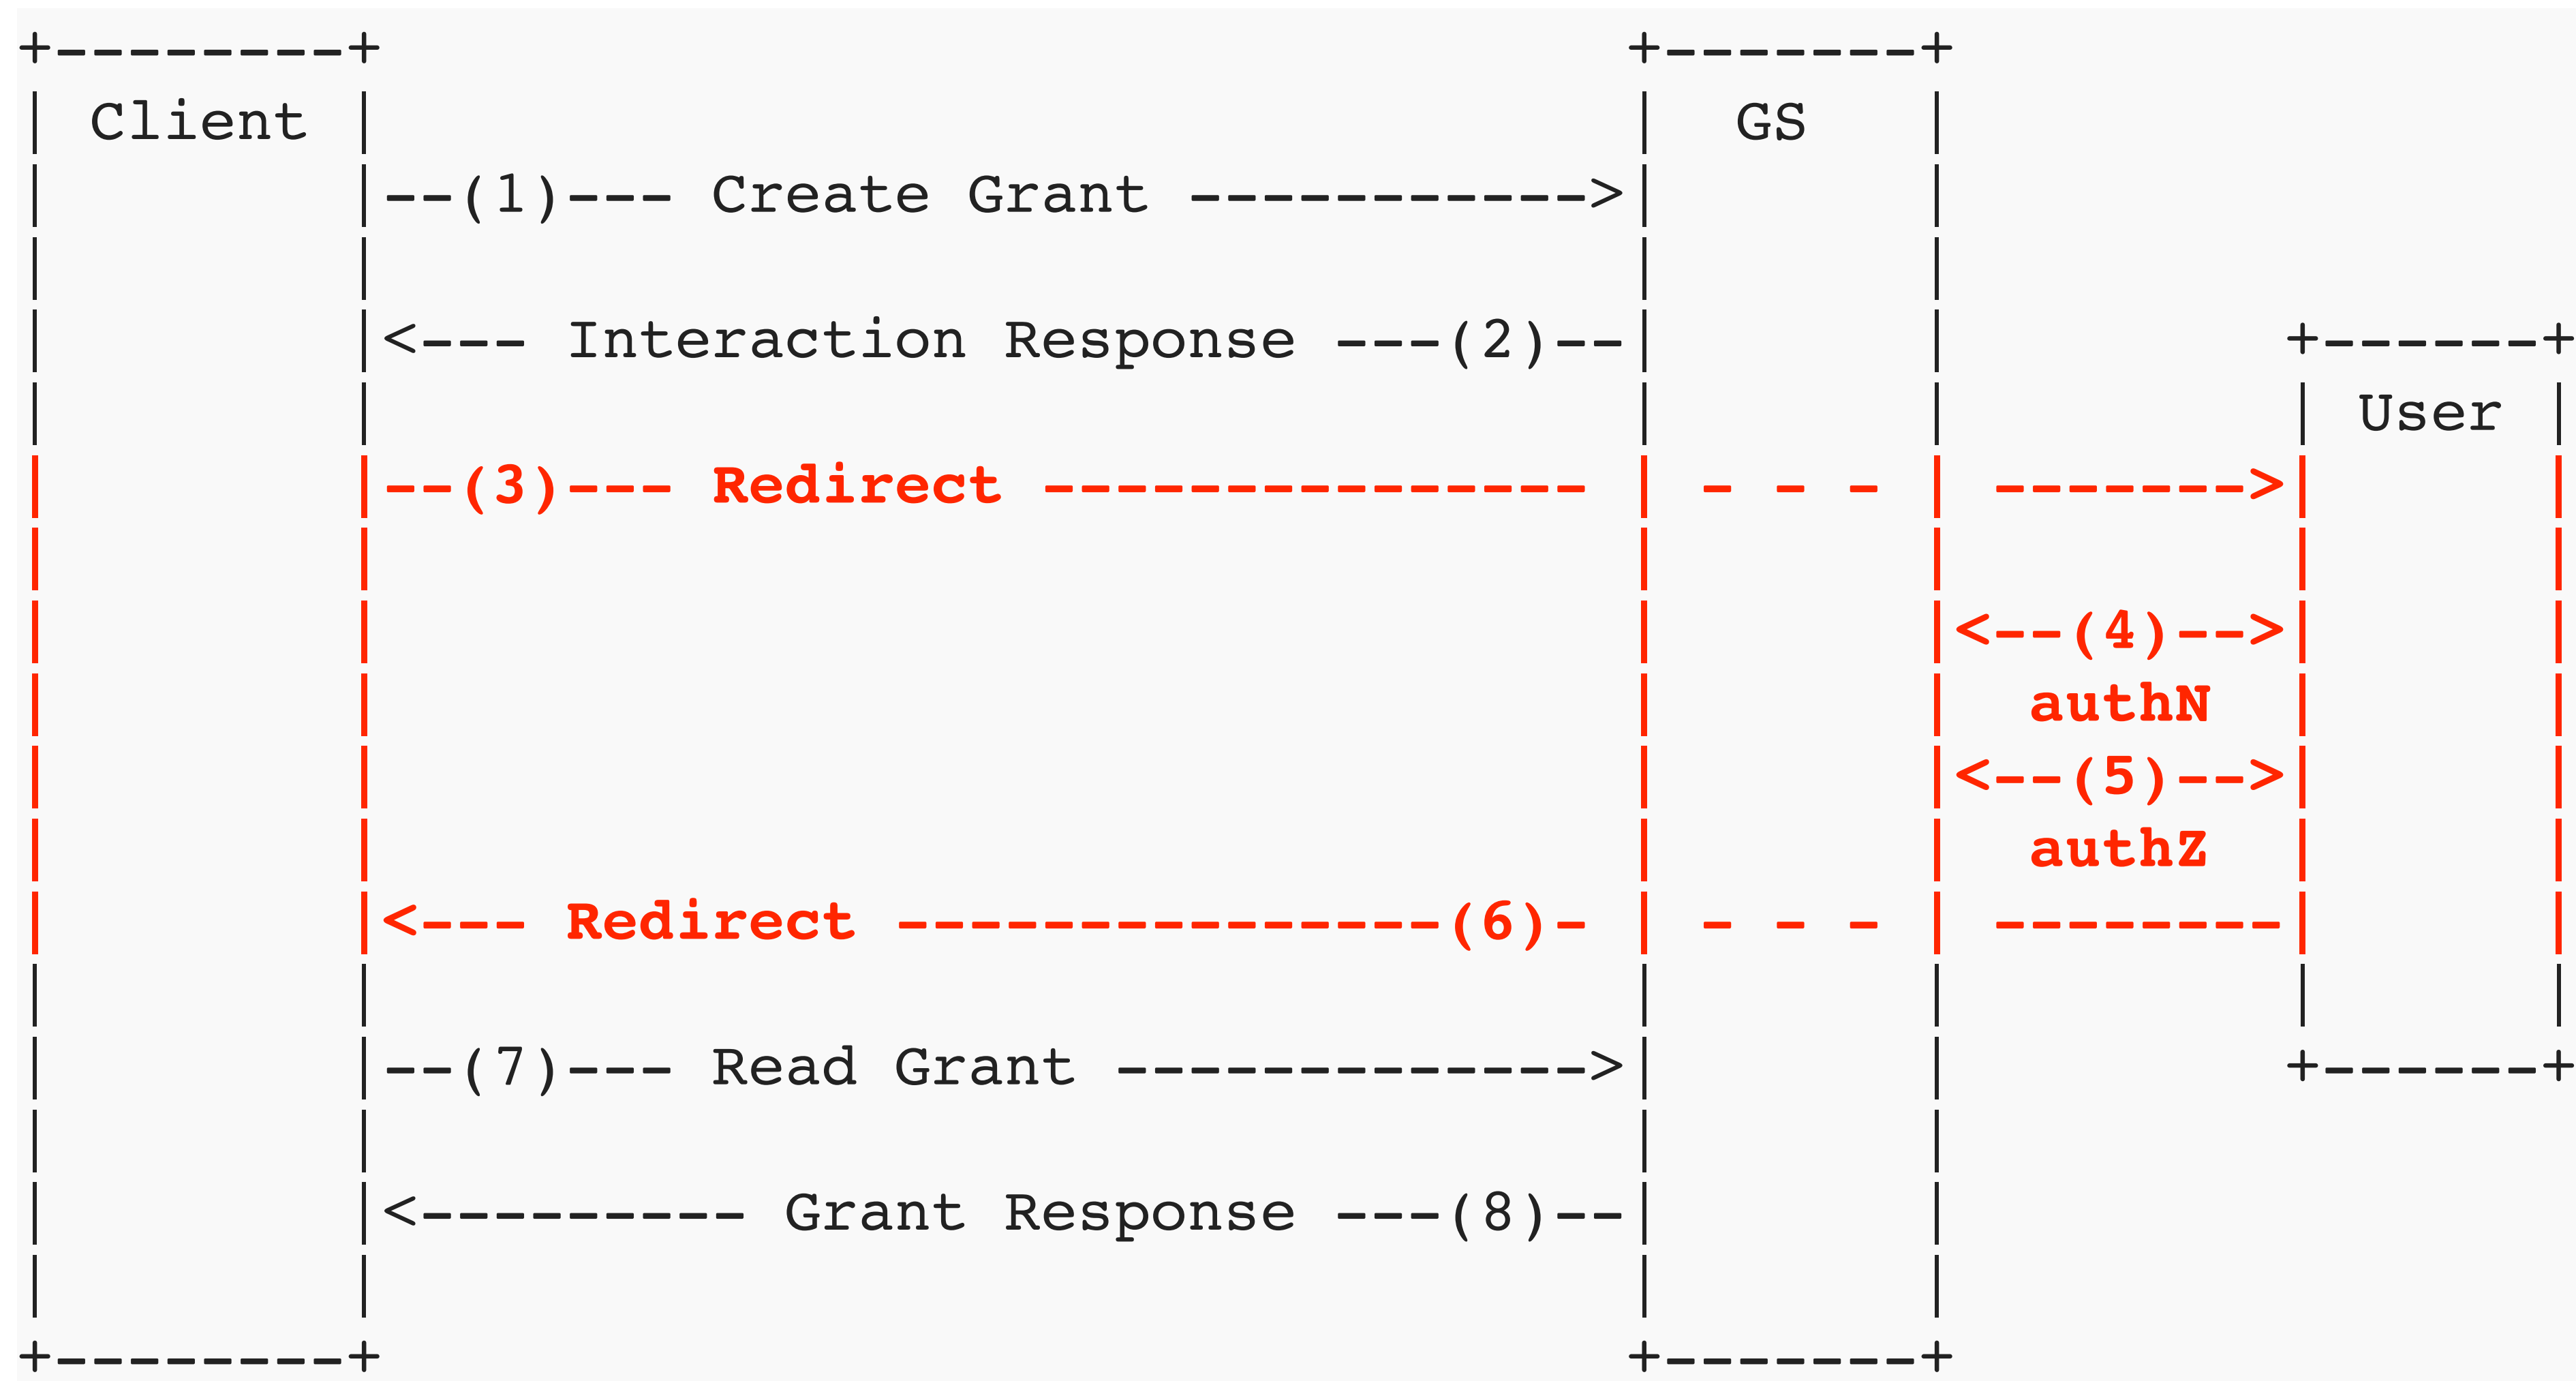 +--------+                                  +-------+
| Client |                                  |  GS   |
|        |--(1)--- Create Grant ----------->|       |
|        |                                  |       |
|        |<--- Interaction Response ---(2)--|       |         +------+
|        |                                  |       |         | User |
|        |--(3)--- Redirect --------------- | - - - | ------->|      |
|        |                                  |       |         |      |
|        |                                  |       |<--(4)-->|      |
|        |                                  |       |  authN  |      |
|        |                                  |       |<--(5)-->|      |
|        |                                  |       |  authZ  |      |
|        |<--- Redirect ---------------(6)- | - - - | --------|      |
|        |                                  |       |         |      |
|        |--(7)--- Read Grant ------------->|       |         +------+
|        |                                  |       |
|        |<--------- Grant Response ---(8)--|       |
|        |                                  |       |
+--------+                                  +-------+